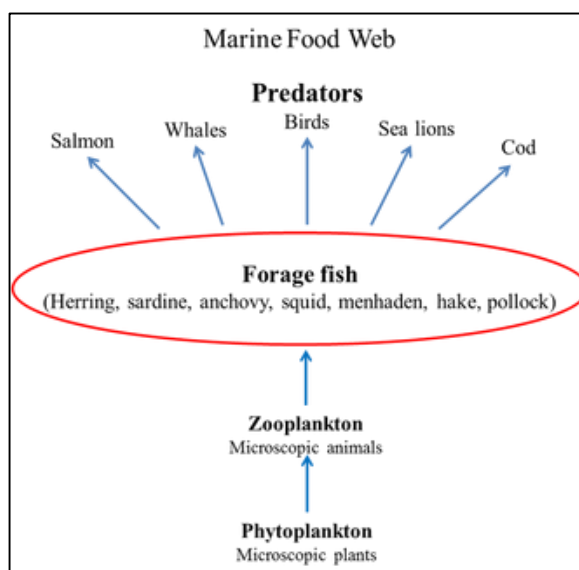 Marine Food Web
Predators
Salmon
Whales
Birds
Sea lions
Cod
Forage fish
(Herring, sardine, anchovy, squid, menhaden, hake, pollock)
Zooplankton
Microscopic animals
Phytoplankton
Microscopic plants